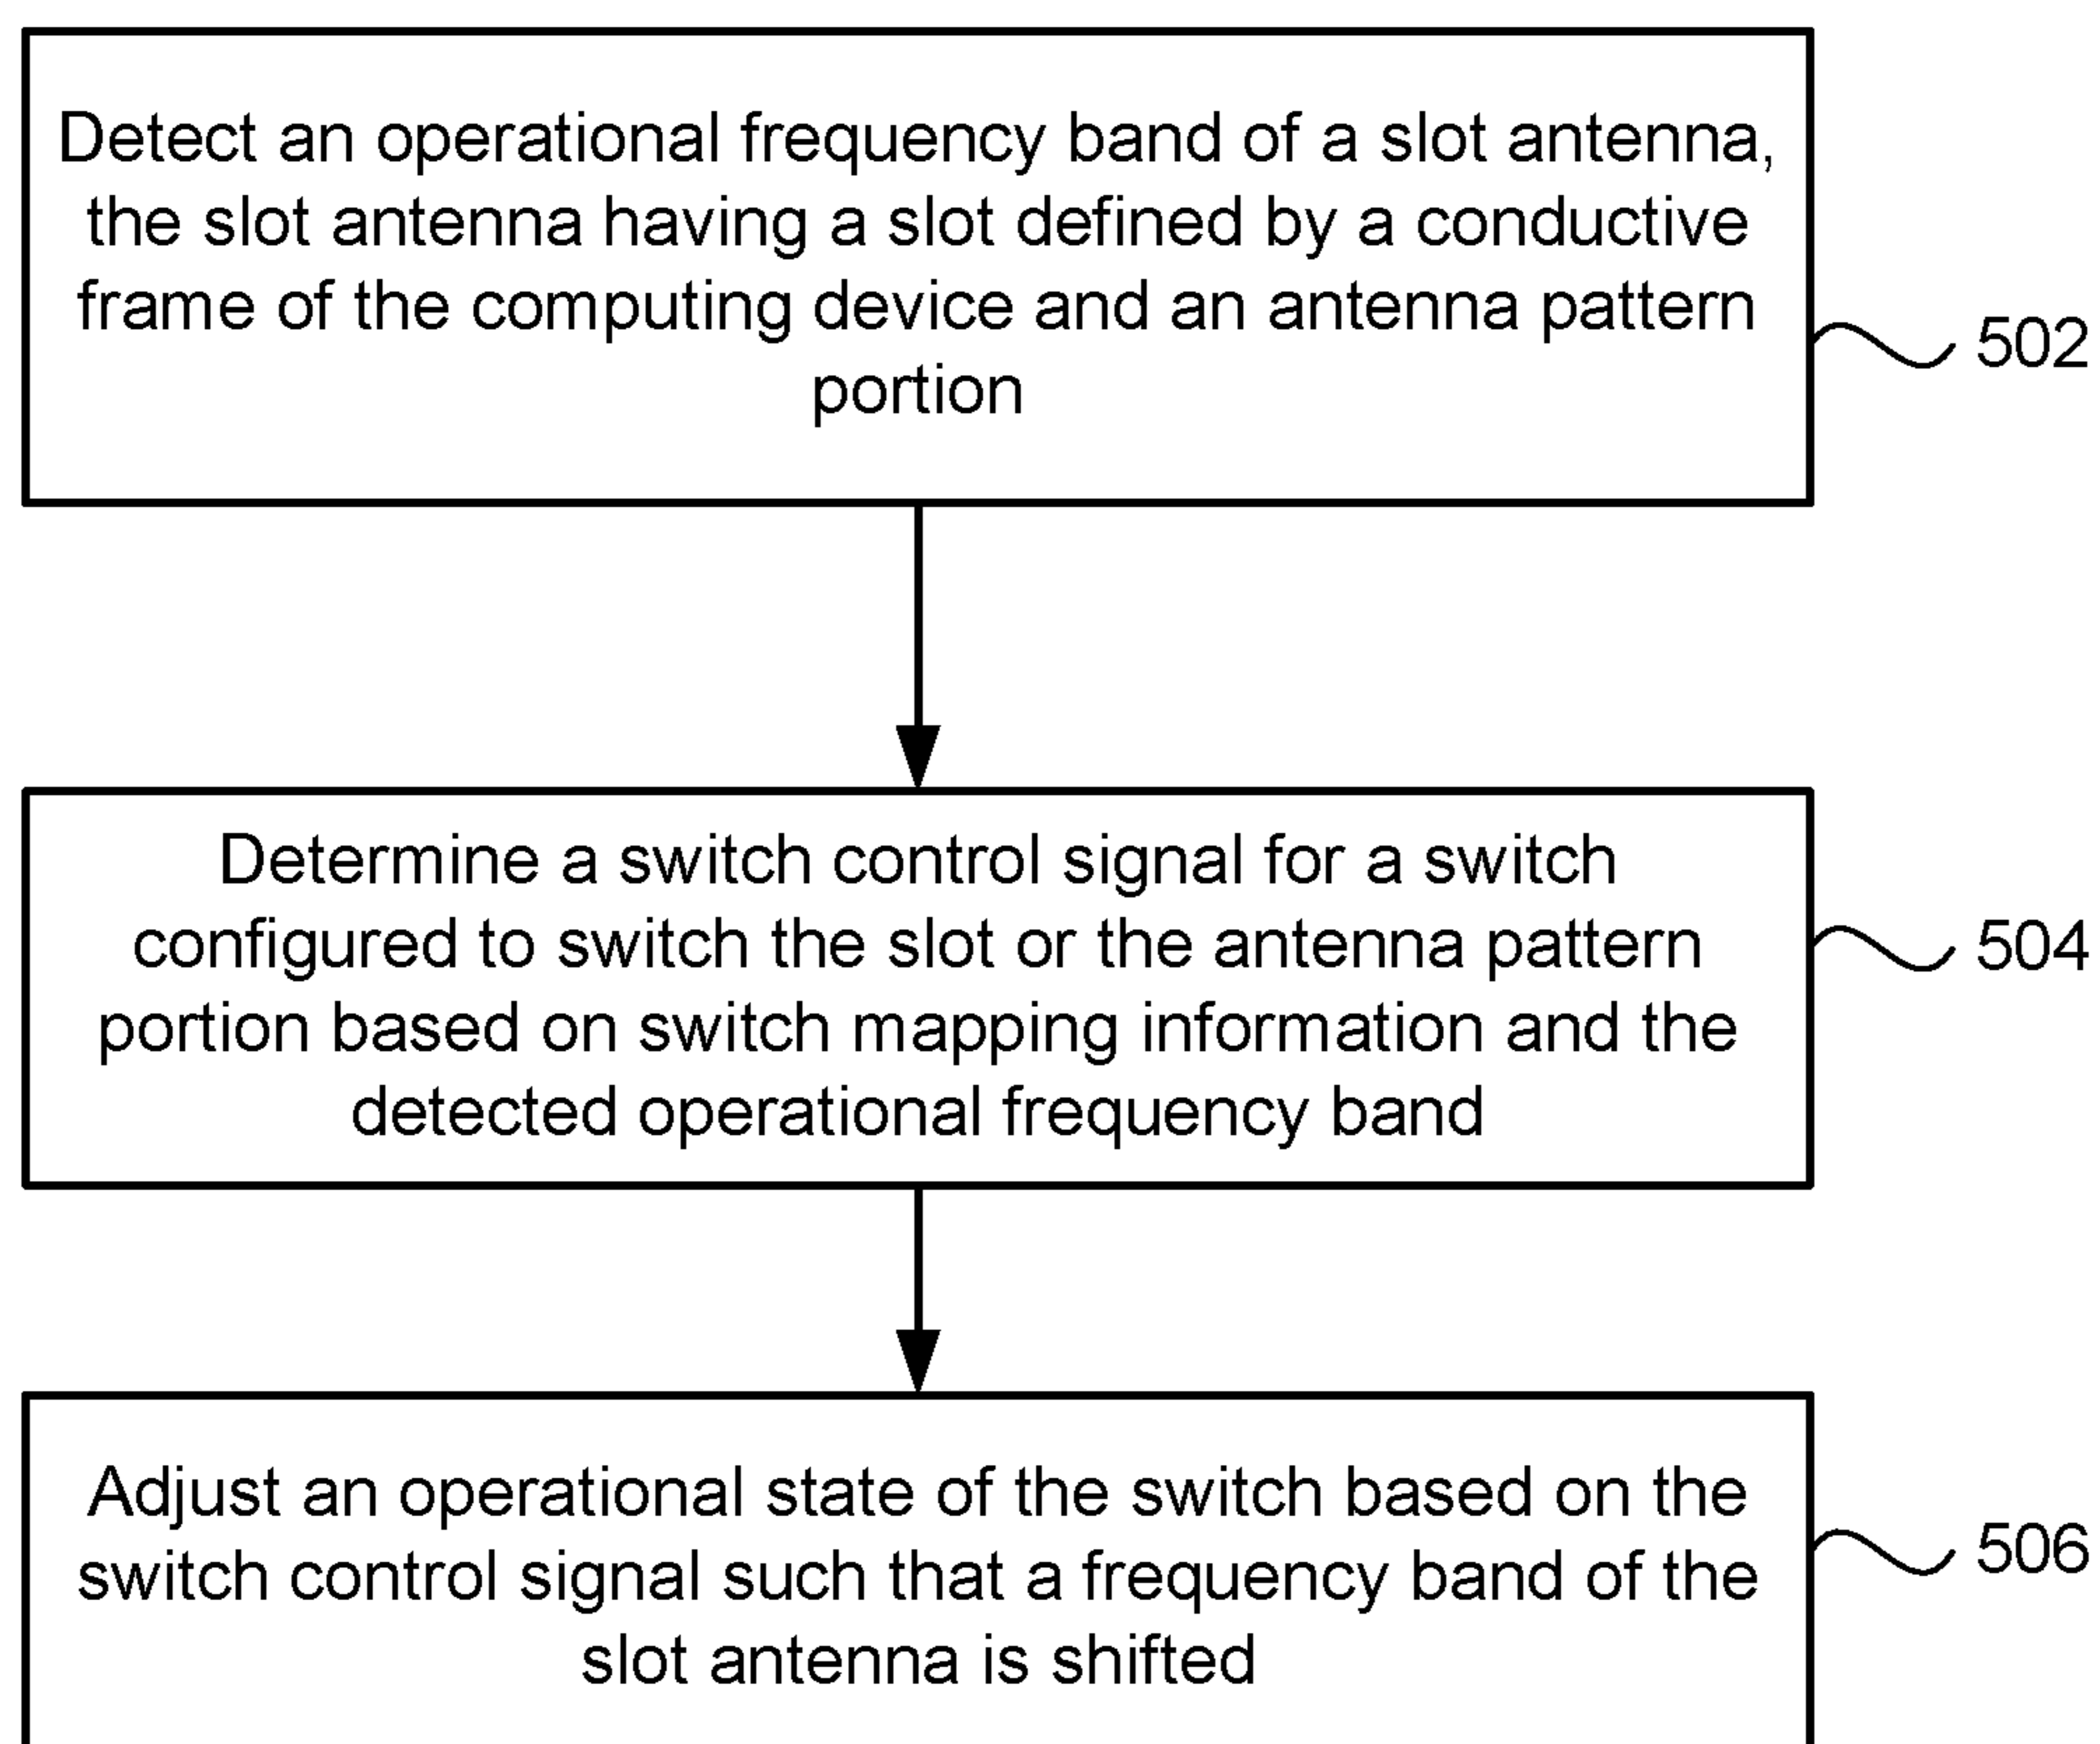 Detect an operational frequency band of a slot antenna,
the slot antenna having a slot defined by a conductive
frame of the computing device and an antenna pattern
portion
502
Determine a switch control signal for a switch
configured to switch the slot or the antenna pattern
portion based on switch mapping information and the
detected operational frequency band
504
Adjust an operational state of the switch based on the
switch control signal such that a frequency band of the
slot antenna is shifted
506